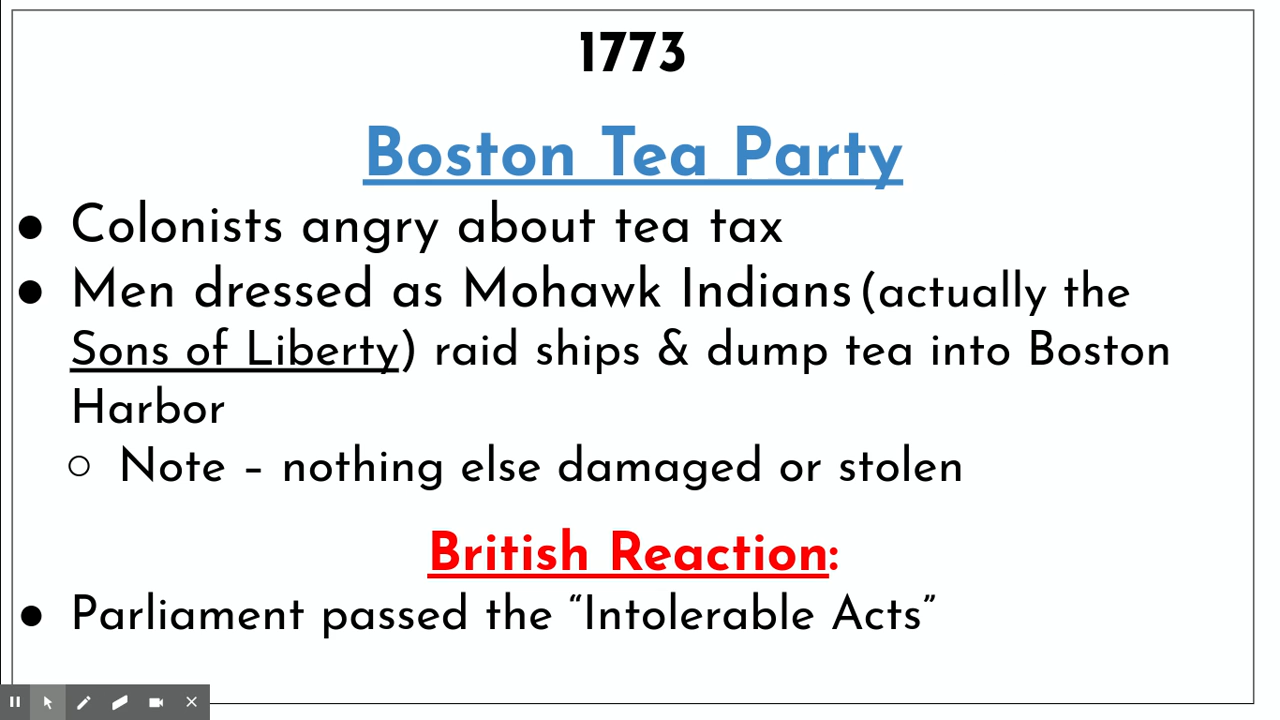 1773
Boston Tea Party
● Colonists angry about tea tax
● Men dressed as Mohawk Indians (actually the
Sons of Liberty) raid ships & dump tea into Boston
Harbor
○ Note – nothing else damaged or stolen
British Reaction:
● Parliament passed the “Intolerable Acts”